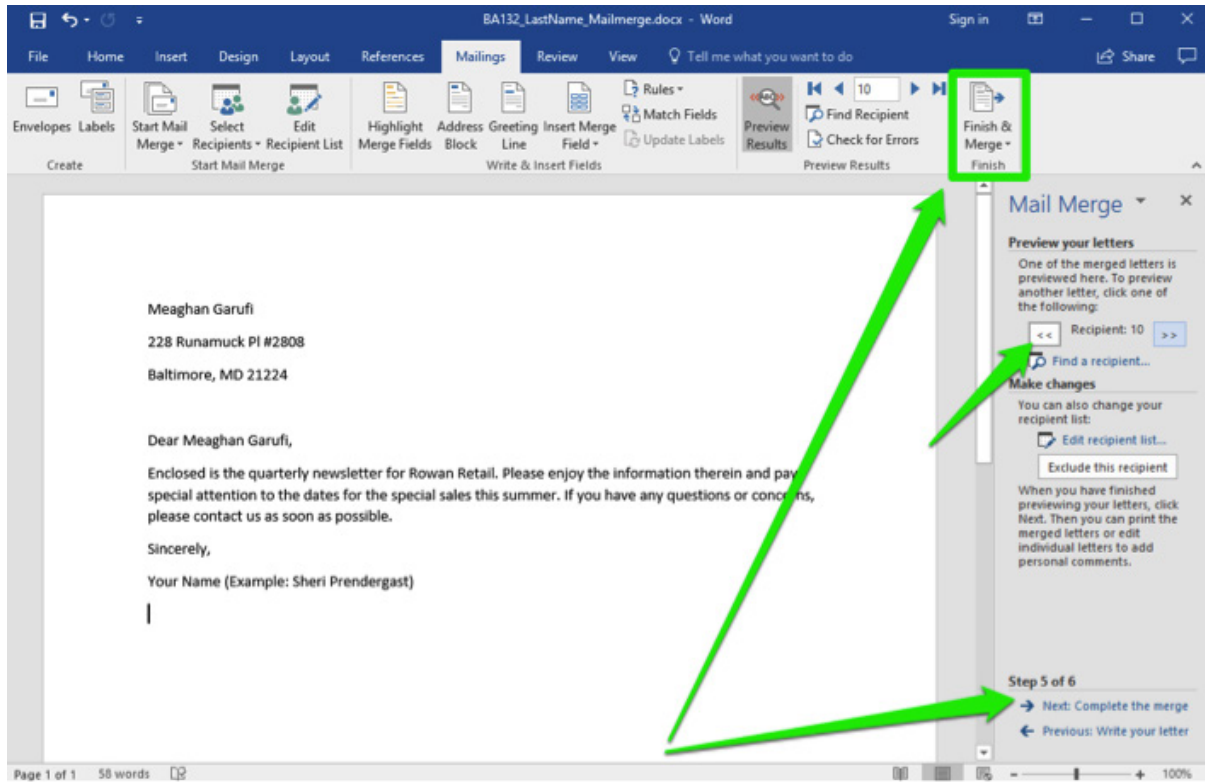 BA132_LastName_Mailmerge.docx - Word
Sign in
File Home Insert Design Layout References Mailings Review View Tell me what you want to do Share
Envelopes Labels
Create
Start Mail Merge Select Recipients Edit Recipient List
Start Mail Merge
Highlight Merge Fields Address Block Greeting Line Insert Merge Field
Rules
Match Fields
Update Labels
Write & Insert Fields
Preview Results
10
Find Recipient
Check for Errors
Preview Results
Finish & Merge
Finish
Meaghan Garufi
228 Runamuck Pl #2808
Baltimore, MD 21224
Dear Meaghan Garufi,
Enclosed is the quarterly newsletter for Rowan Retail. Please enjoy the information therein and pay
special attention to the dates for the special sales this summer. If you have any questions or concerns,
please contact us as soon as possible.
Sincerely,
Your Name (Example: Sheri Prendergast)
Mail Merge
Preview your letters
One of the merged letters is
previewed here. To preview
another letter, click one of
the following:
<< Recipient: 10 >>
Find a recipient...
Make changes
You can also change your
recipient list:
Edit recipient list...
Exclude this recipient
When you have finished
previewing your letters, click
Next. Then you can print the
merged letters or edit
individual letters to add
personal comments.
Step 5 of 6
Next: Complete the merge
Previous: Write your letter
Page 1 of 1 58 words 100%